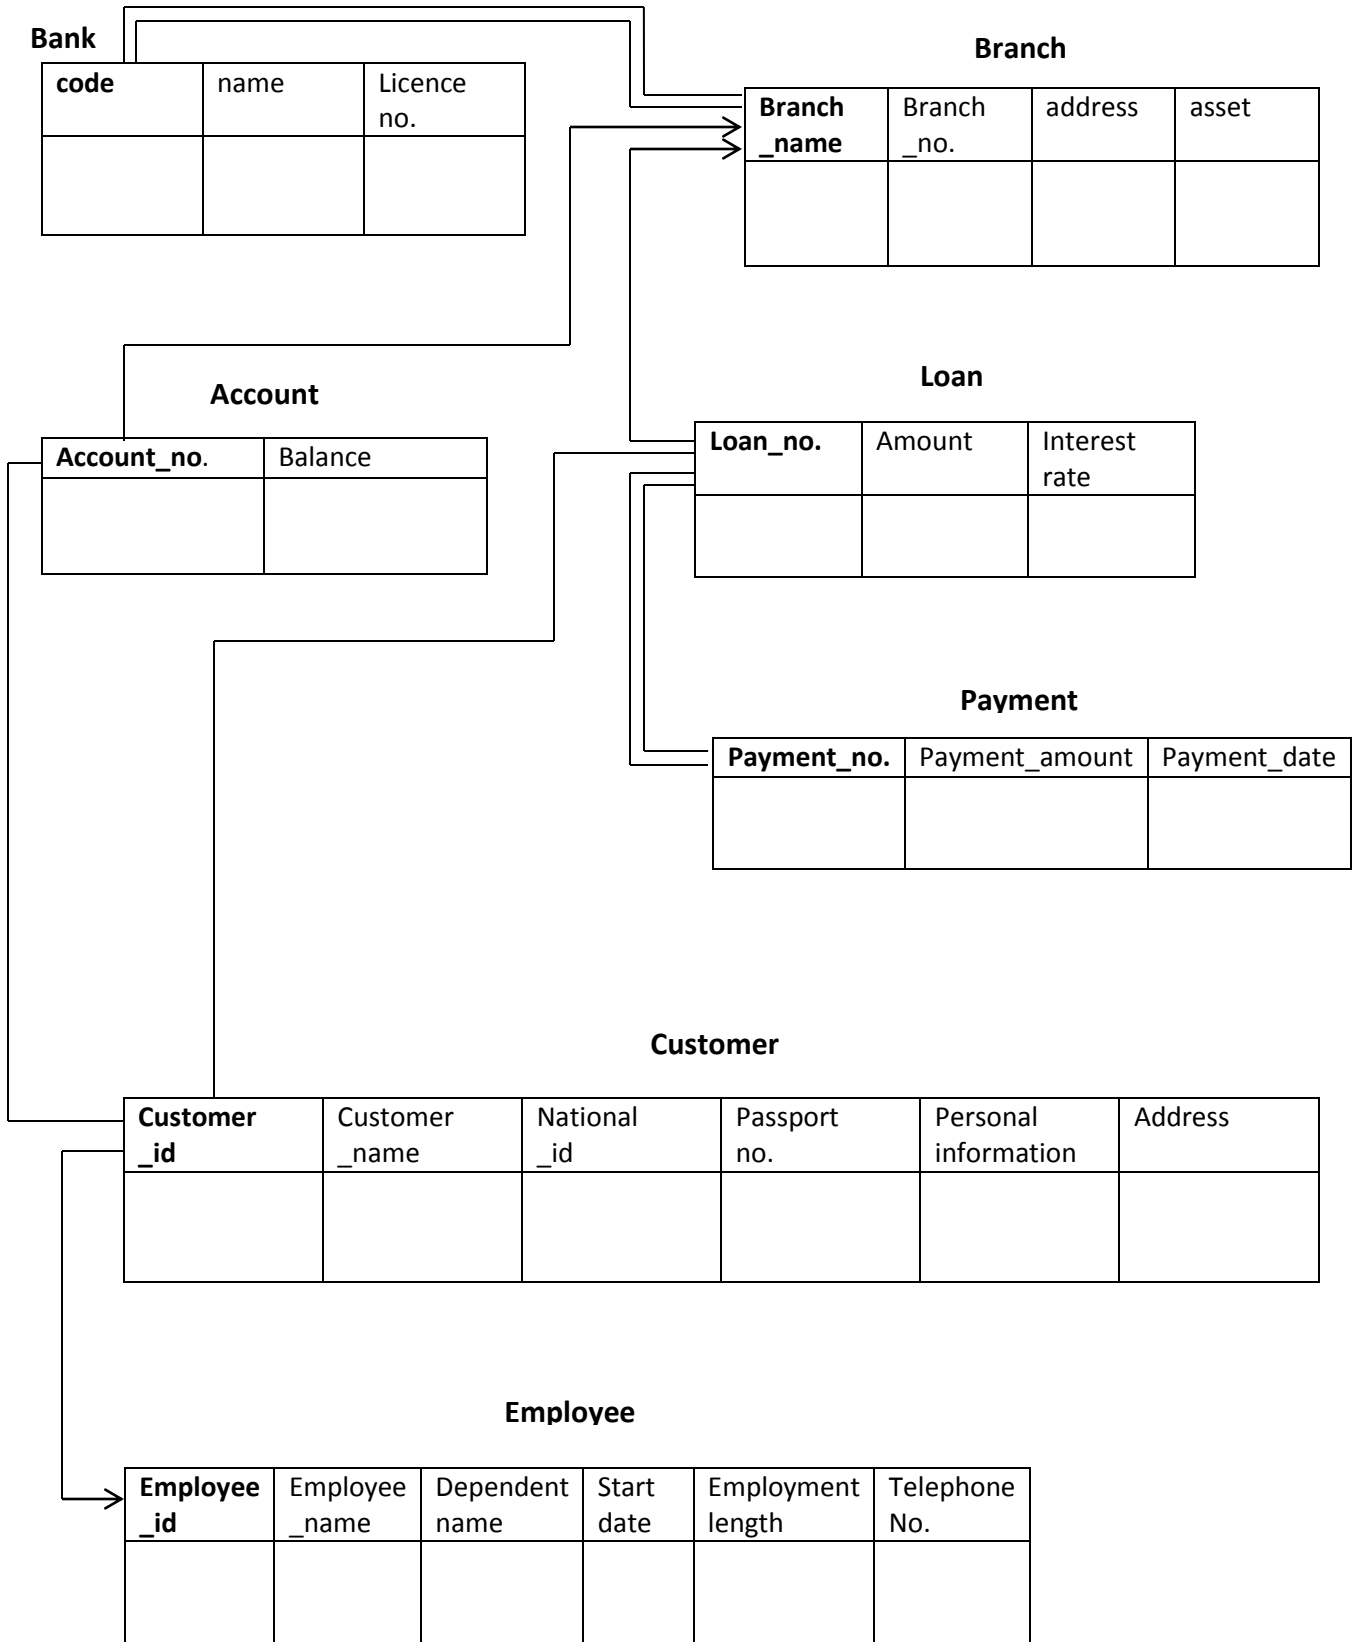 Bank
code name Licence
no.
Branch
Branch Branch address asset
_name _no.
Account
Account_no. Balance
Loan
Loan_no. Amount Interest
rate
Payment
Payment_no. Payment_amount Payment_date
Customer
Customer Customer National Passport Personal Address
_id _name _id no. information
Employee
Employee Employee Dependent Start Employment Telephone
_id _name name date length No.